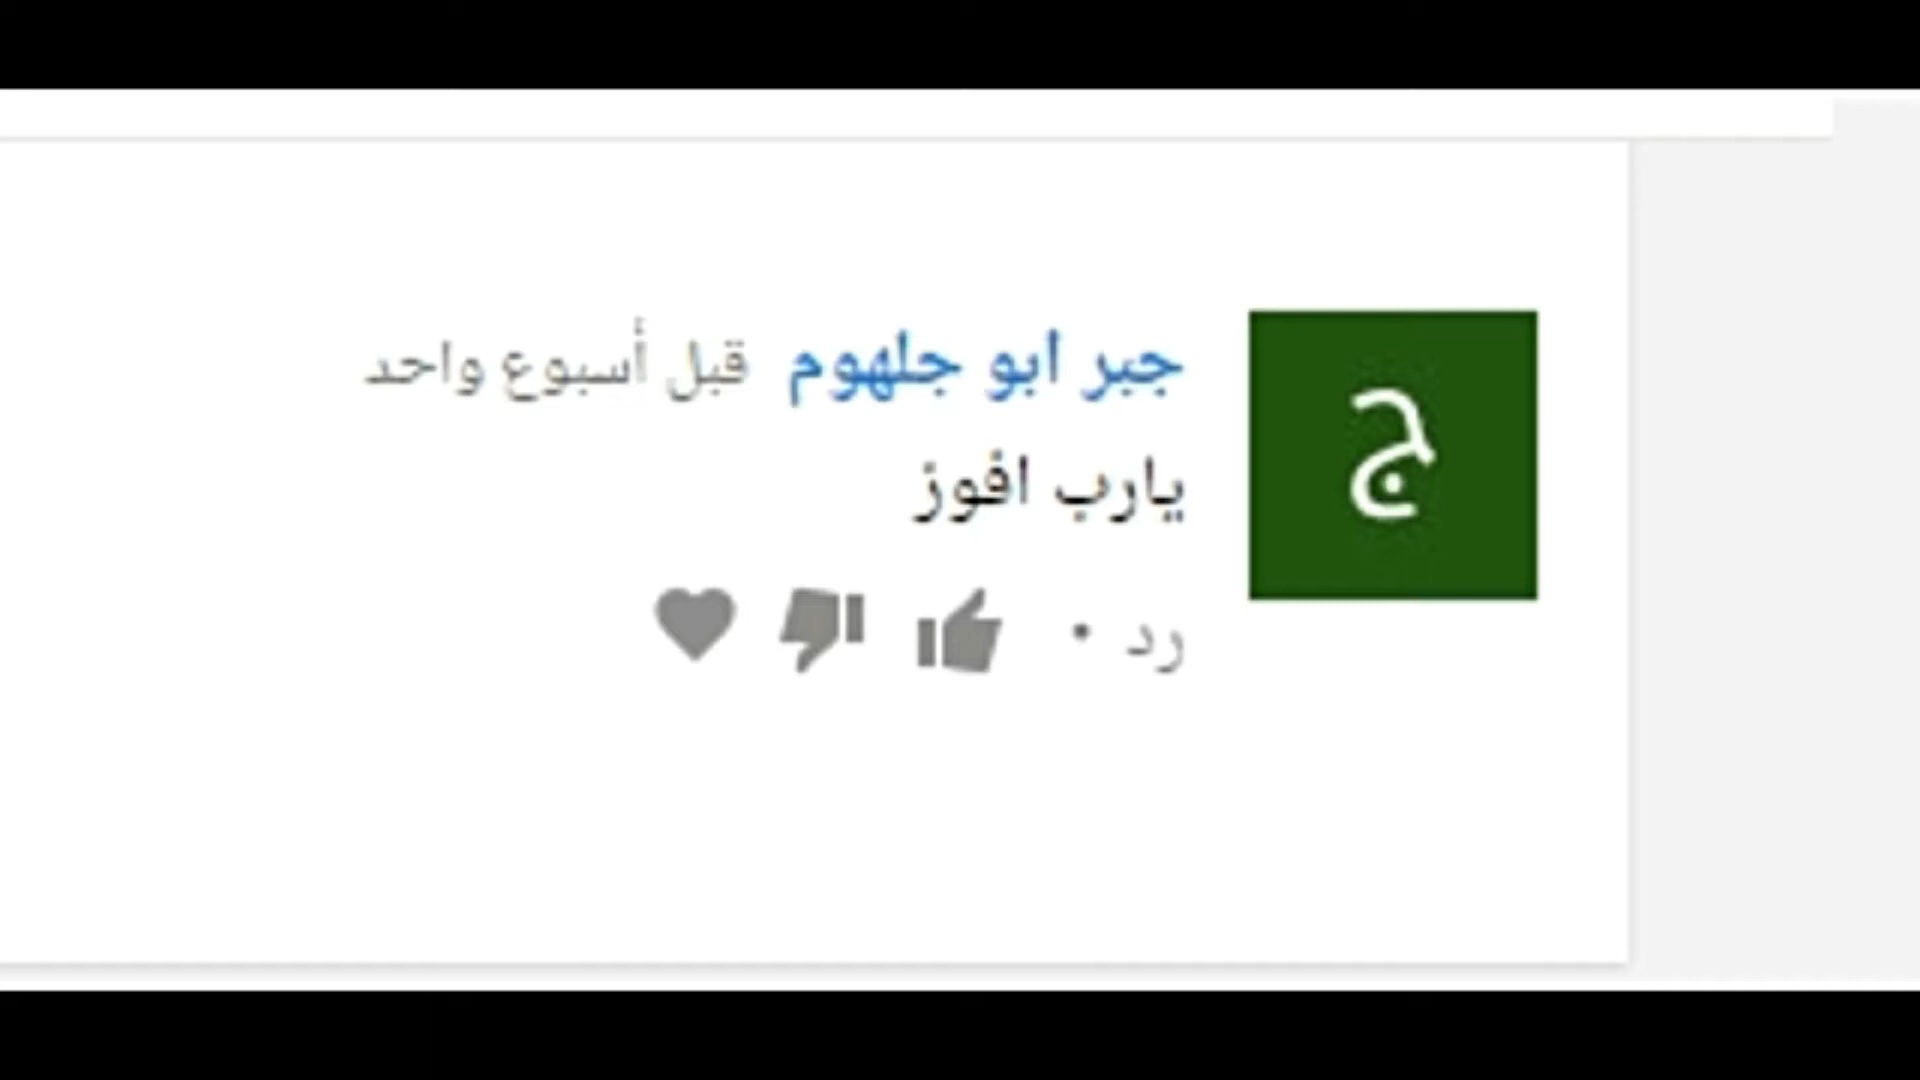 ج
جبر ابو جلهوم قبل أسبوع واحد
يارب افوز
رد •